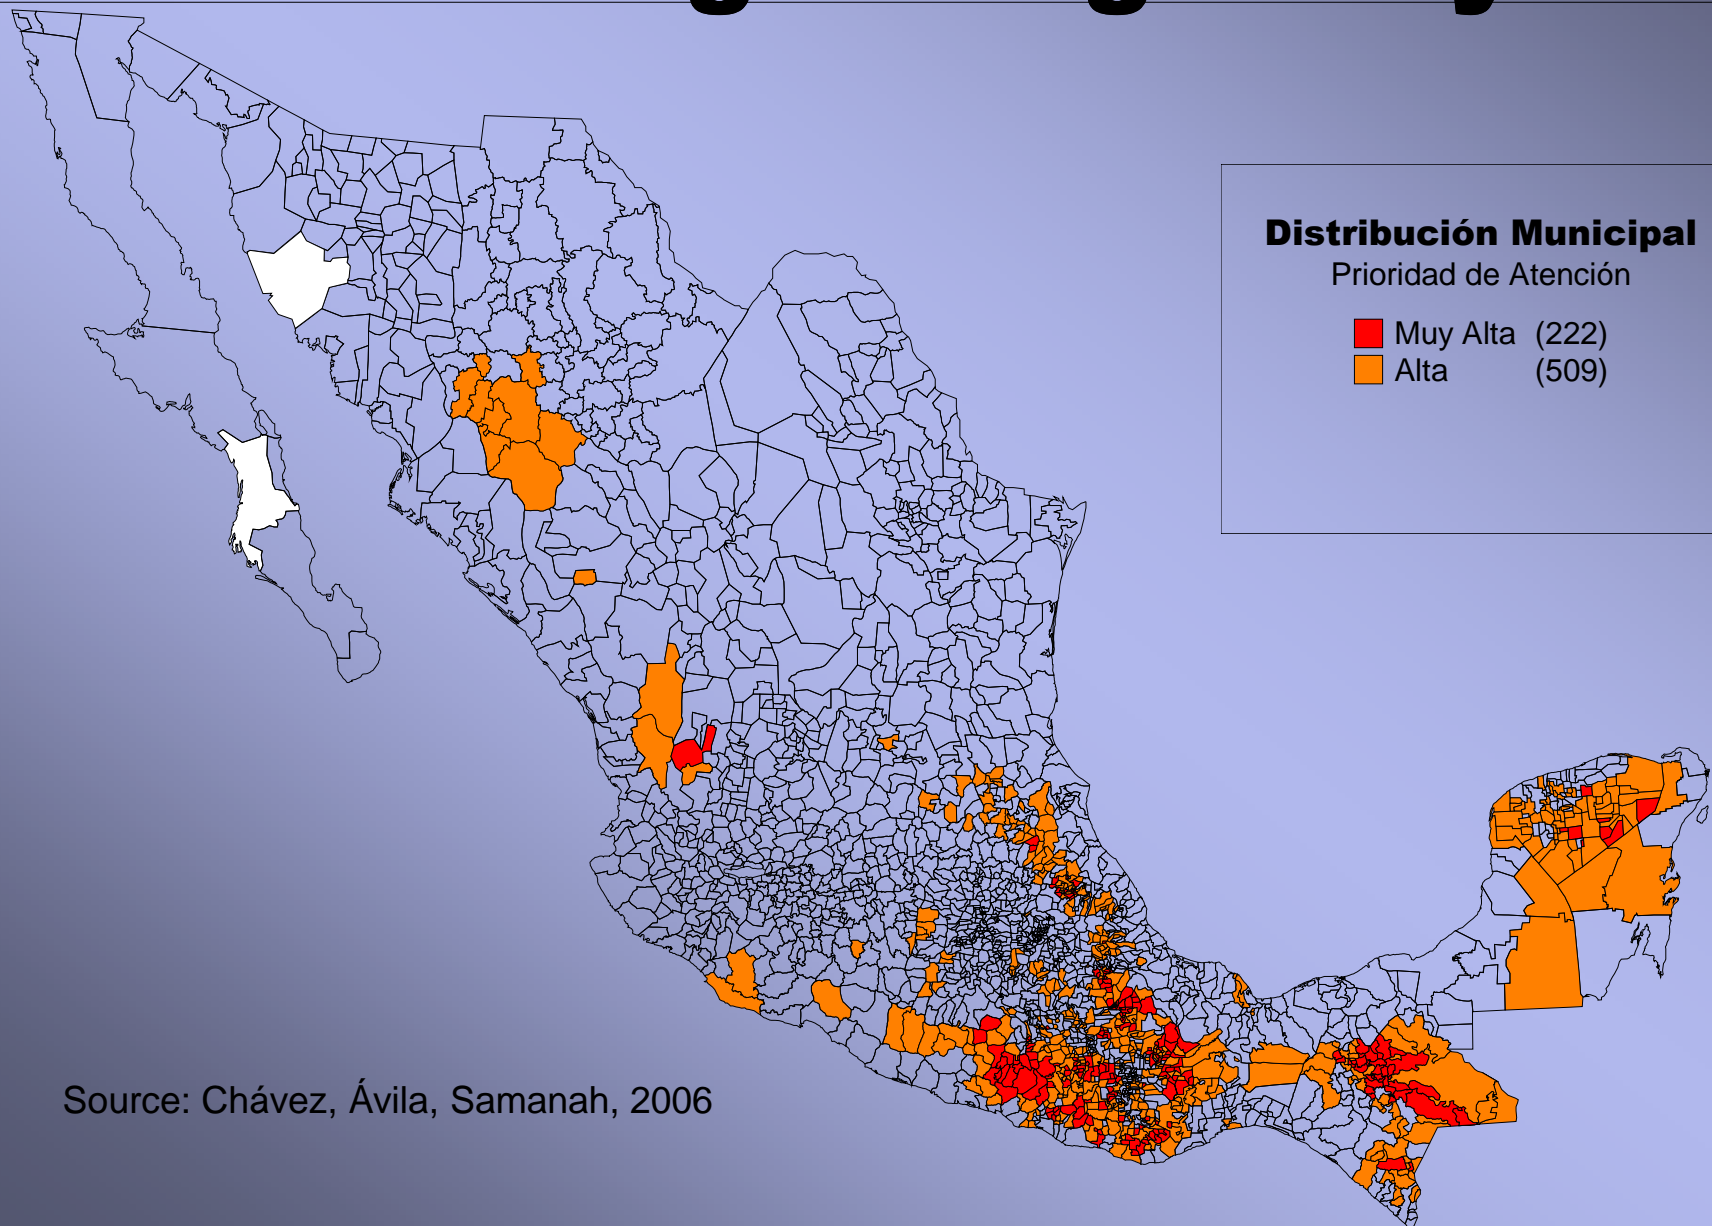 Distribución Municipal
Prioridad de Atención
Muy Alta (222)
Alta (509)
Source: Chávez, Ávila, Samanah, 2006